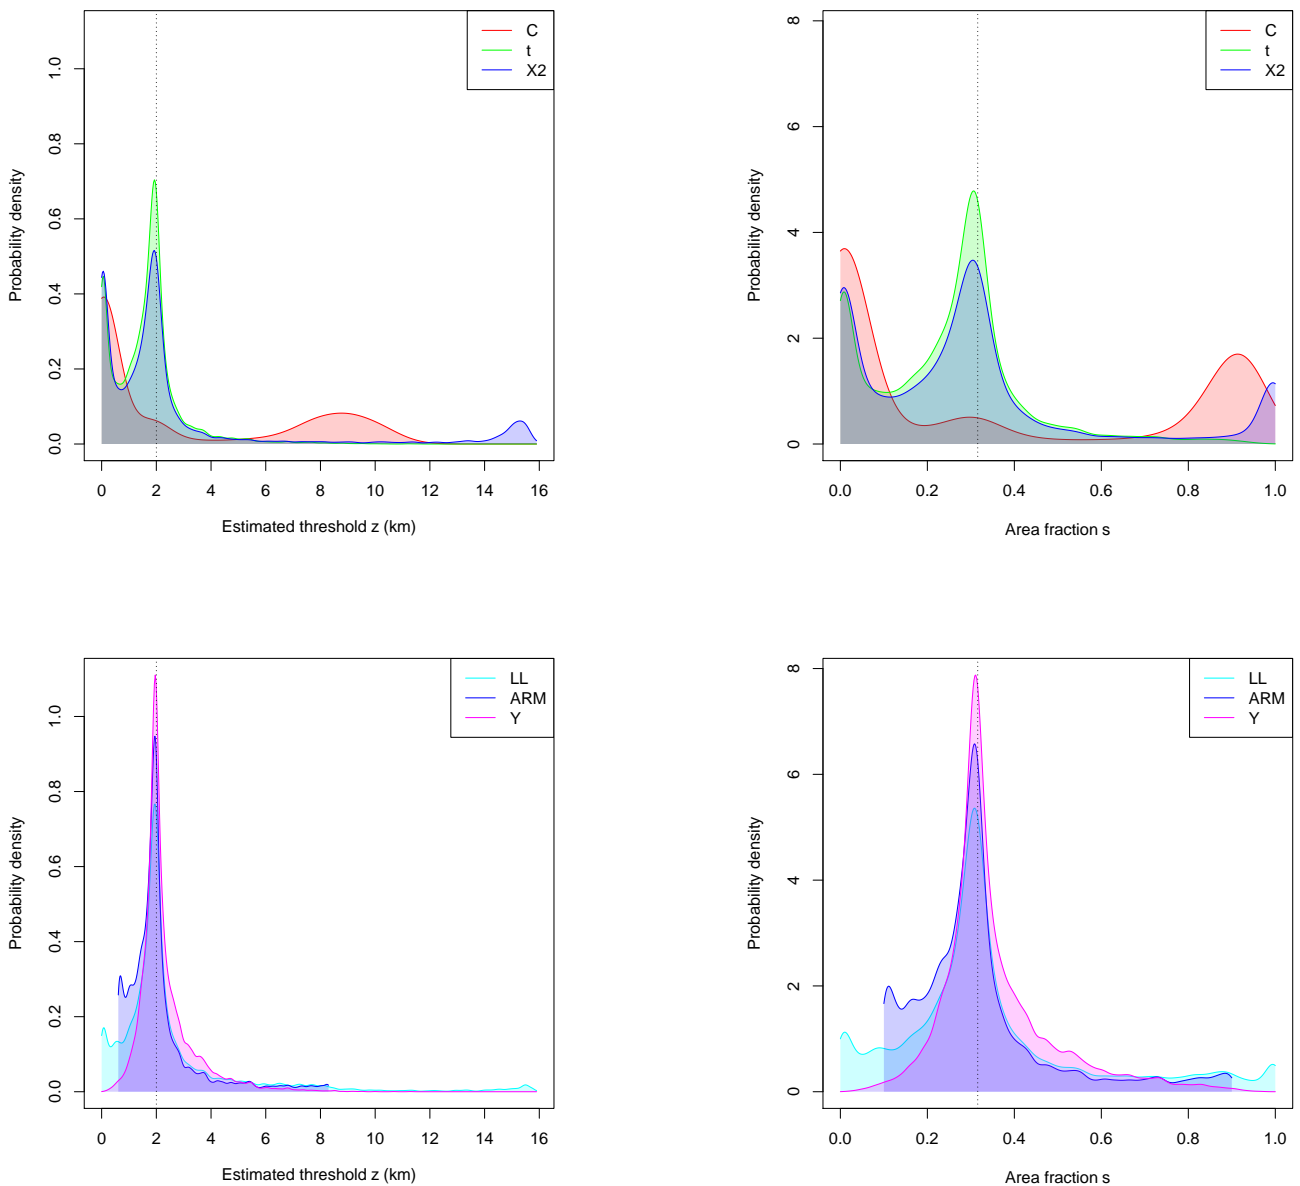 C
t
X2
Probability density
0.0 0.2 0.4 0.6 0.8 1.0
0 2 4 6 8 10 12 14 16
Estimated threshold z (km)
C
t
X2
Probability density
0 2 4 6 8
0.0 0.2 0.4 0.6 0.8 1.0
Area fraction s
LL
ARM
Y
Probability density
0.0 0.2 0.4 0.6 0.8 1.0
0 2 4 6 8 10 12 14 16
Estimated threshold z (km)
LL
ARM
Y
Probability density
0 2 4 6 8
0.0 0.2 0.4 0.6 0.8 1.0
Area fraction s